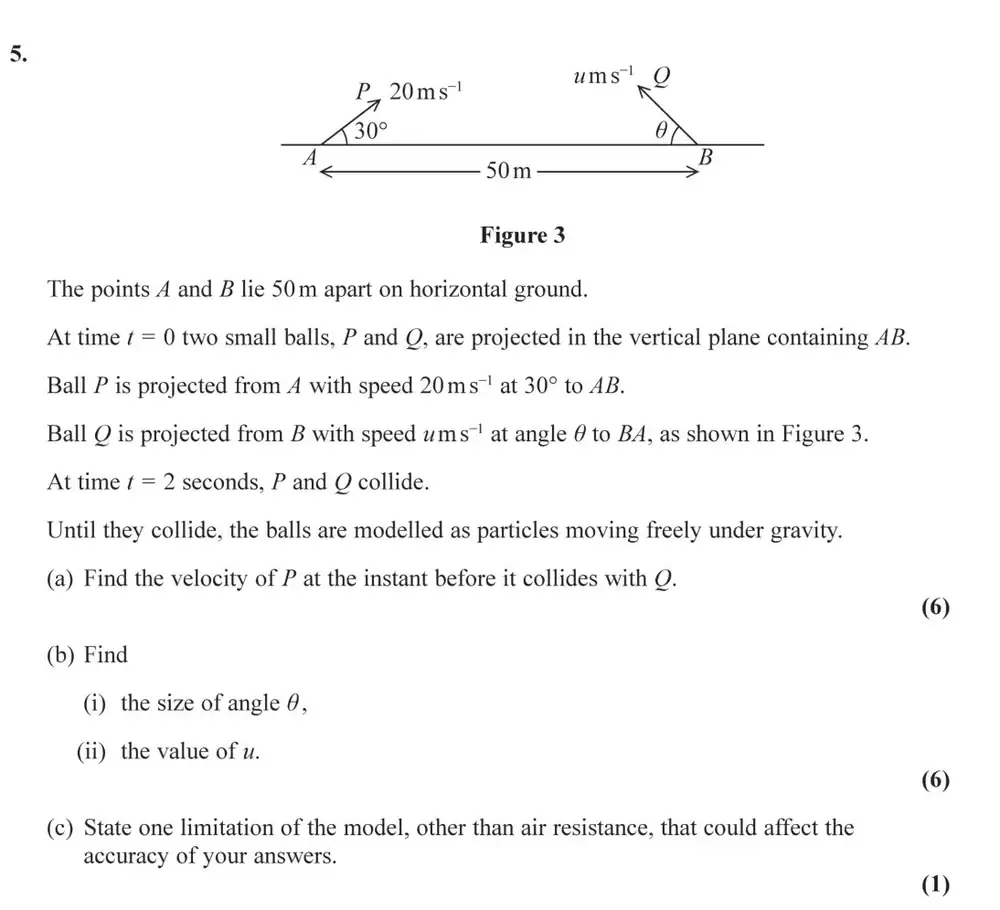 5.
P 20 m s⁻¹ u m s⁻¹ Q
30° θ
A B
50 m
Figure 3
The points A and B lie 50 m apart on horizontal ground.
At time t = 0 two small balls, P and Q, are projected in the vertical plane containing AB.
Ball P is projected from A with speed 20 m s⁻¹ at 30° to AB.
Ball Q is projected from B with speed u m s⁻¹ at angle θ to BA, as shown in Figure 3.
At time t = 2 seconds, P and Q collide.
Until they collide, the balls are modelled as particles moving freely under gravity.
(a) Find the velocity of P at the instant before it collides with Q.
(6)
(b) Find
(i) the size of angle θ,
(ii) the value of u.
(6)
(c) State one limitation of the model, other than air resistance, that could affect the
accuracy of your answers.
(1)